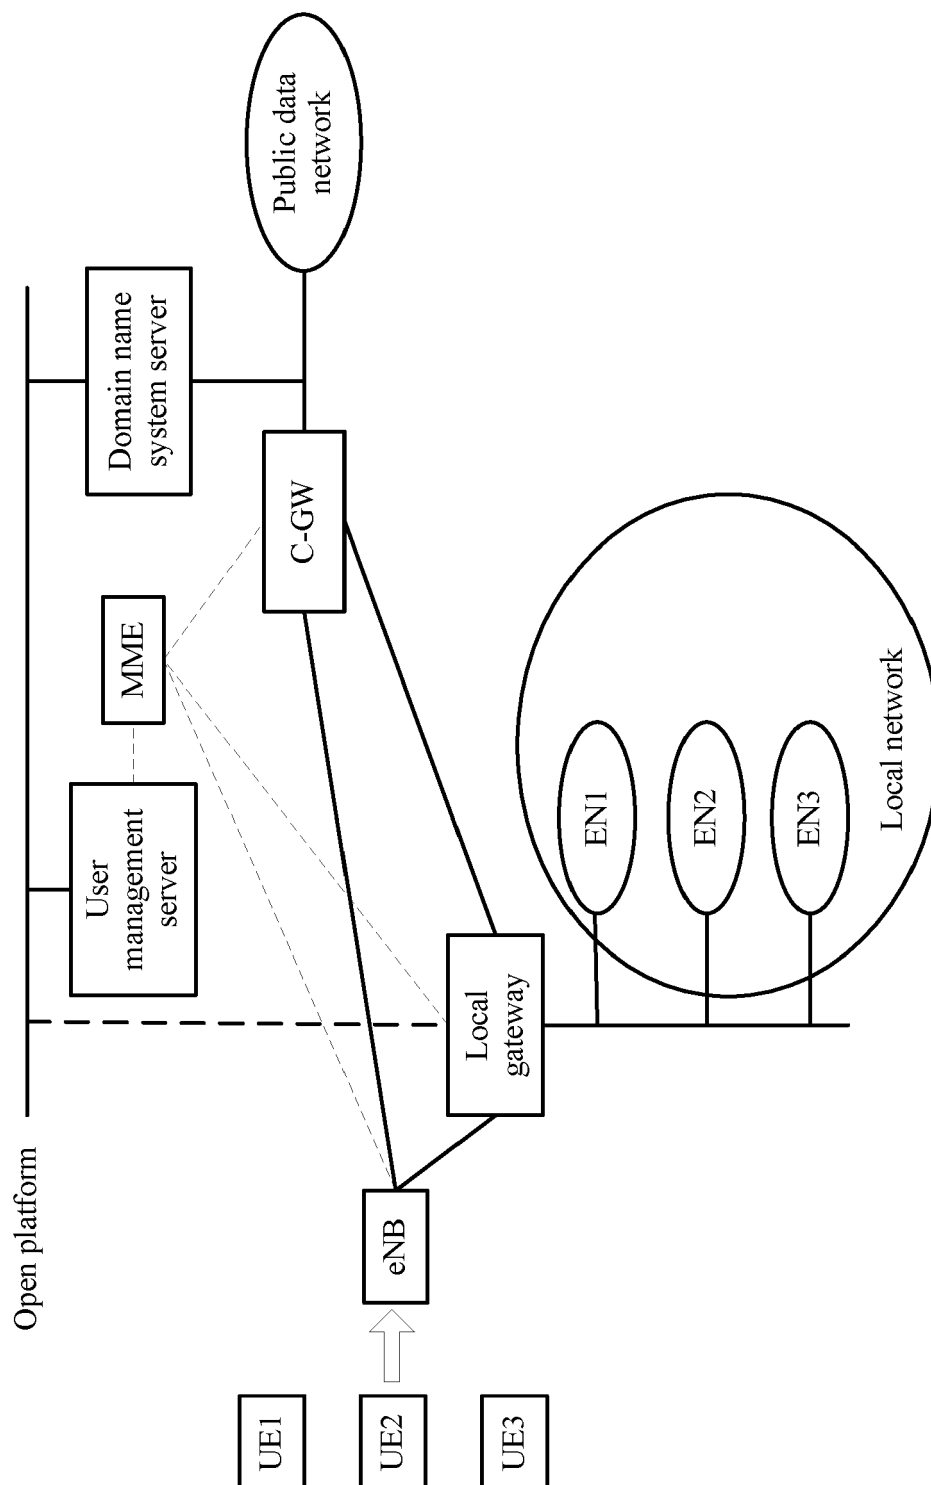 Open platform
User
management
server
MME
Domain name
system server
Public data
network
C-GW
UE1
UE2
UE3
eNB
Local
gateway
EN1
EN2
EN3
Local network